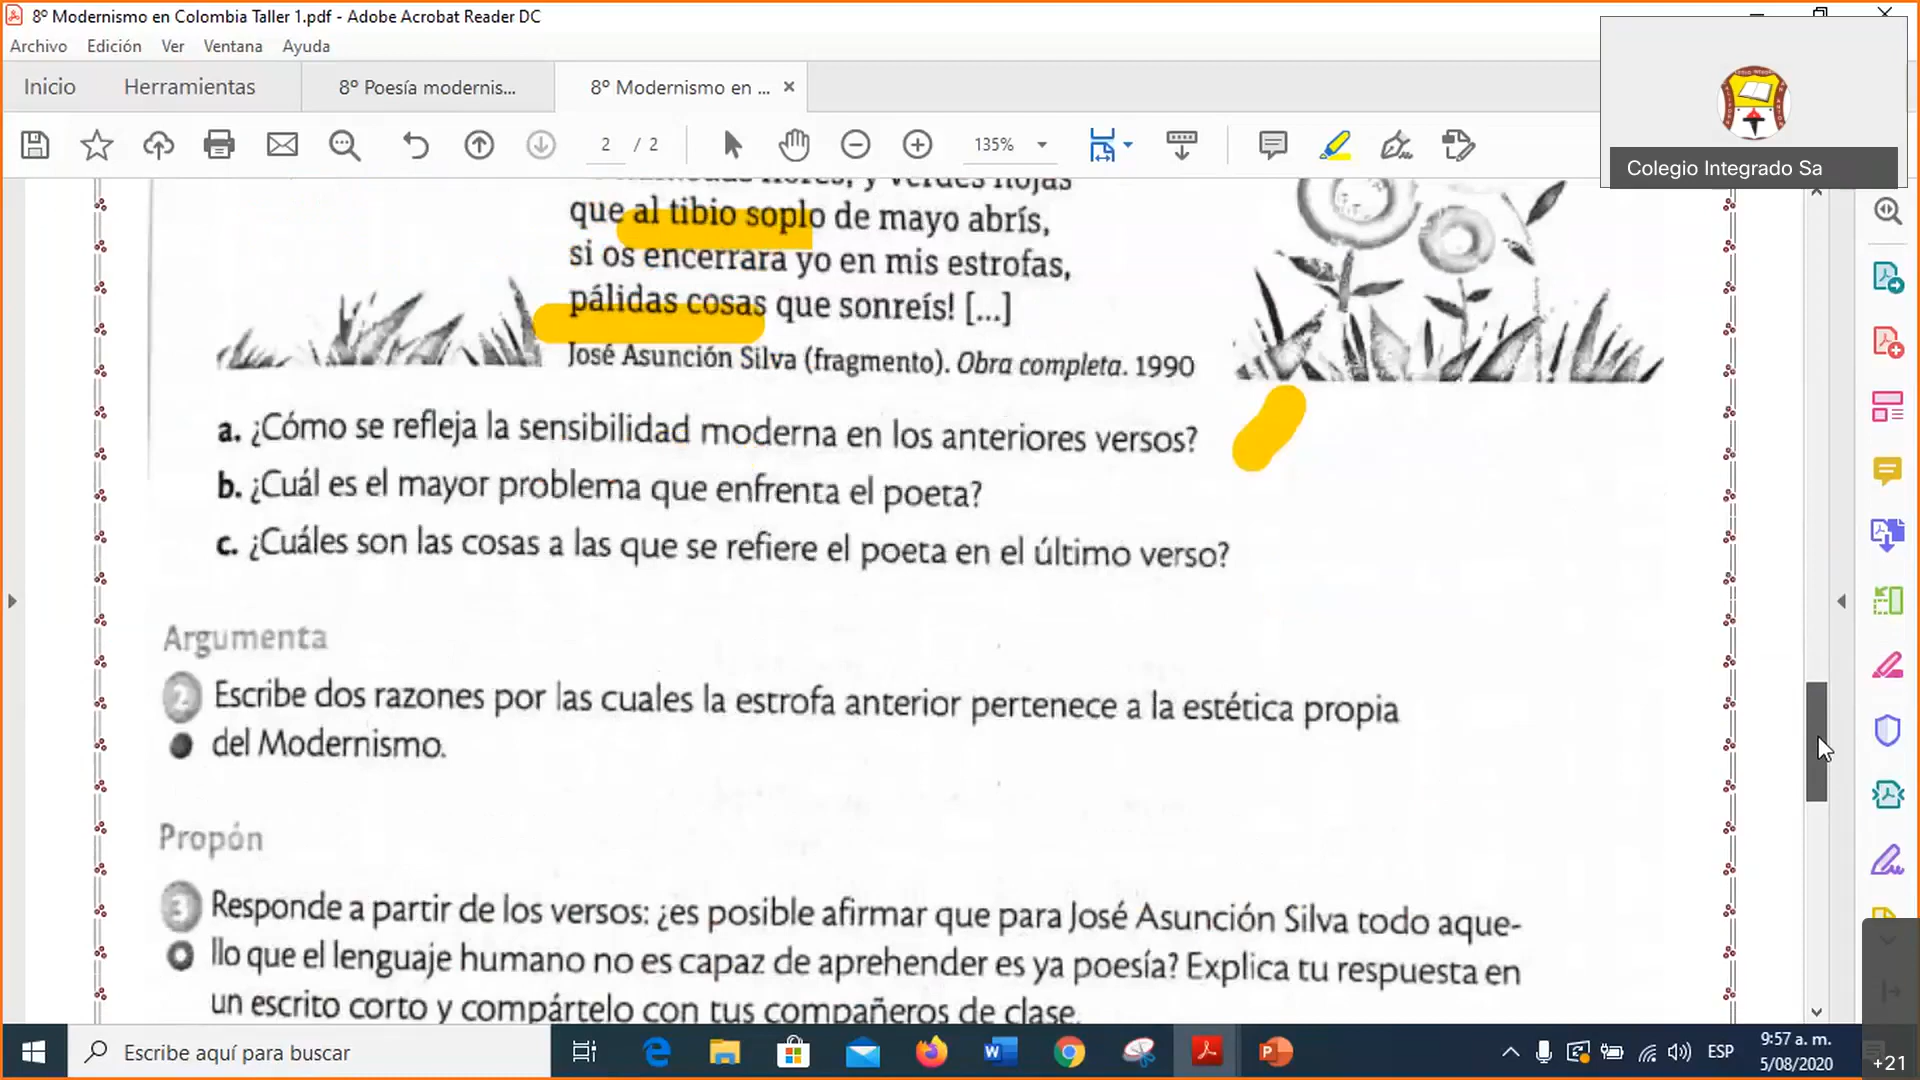 8º Modernismo en Colombia Taller 1.pdf - Adobe Acrobat Reader DC
Archivo Edición Ver Ventana Ayuda
Inicio Herramientas 8º Poesía modernis... 8º Modernismo en ...
2 / 2 135%
Colegio Integrado Sa
flores, y verdes hojas
que al tibio soplo de mayo abrís,
si os encerrara yo en mis estrofas,
pálidas cosas que sonreís! [...]
José Asunción Silva (fragmento). Obra completa. 1990
a. ¿Cómo se refleja la sensibilidad moderna en los anteriores versos?
b. ¿Cuál es el mayor problema que enfrenta el poeta?
c. ¿Cuáles son las cosas a las que se refiere el poeta en el último verso?
Argumenta
2 Escribe dos razones por las cuales la estrofa anterior pertenece a la estética propia
del Modernismo.
Propón
3 Responde a partir de los versos: ¿es posible afirmar que para José Asunción Silva todo aque-
llo que el lenguaje humano no es capaz de aprehender es ya poesía? Explica tu respuesta en
un escrito corto y compártelo con tus compañeros de clase.
Escribe aquí para buscar
ESP
9:57 a. m.
5/08/2020
+21